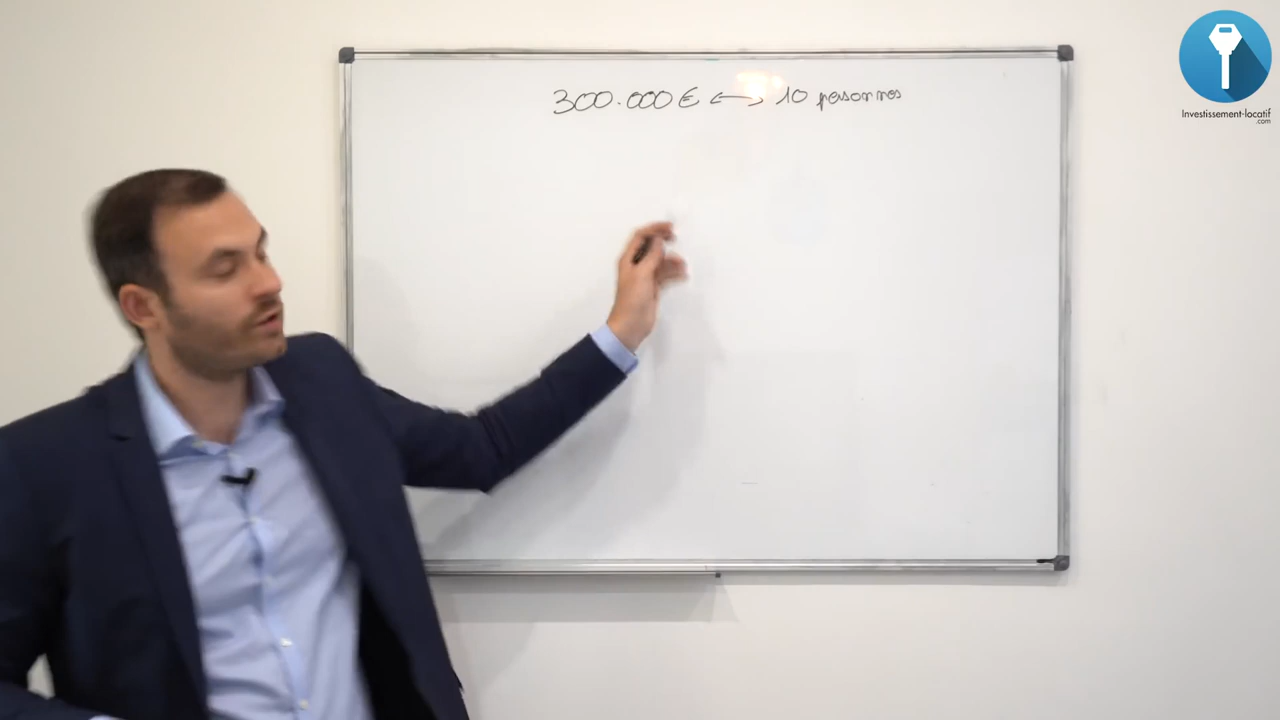 300.000 € ⟷ 10 personnes
Investissement-locatif
.com